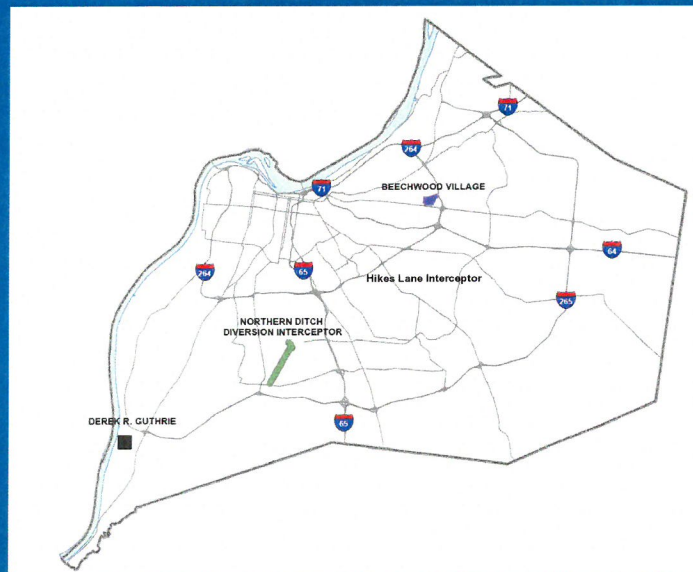 71
264
BEECHWOOD VILLAGE
71
64
264
65
Hikes Lane Interceptor
265
NORTHERN DITCH
DIVERSION INTERCEPTOR
65
DEREK R. GUTHRIE